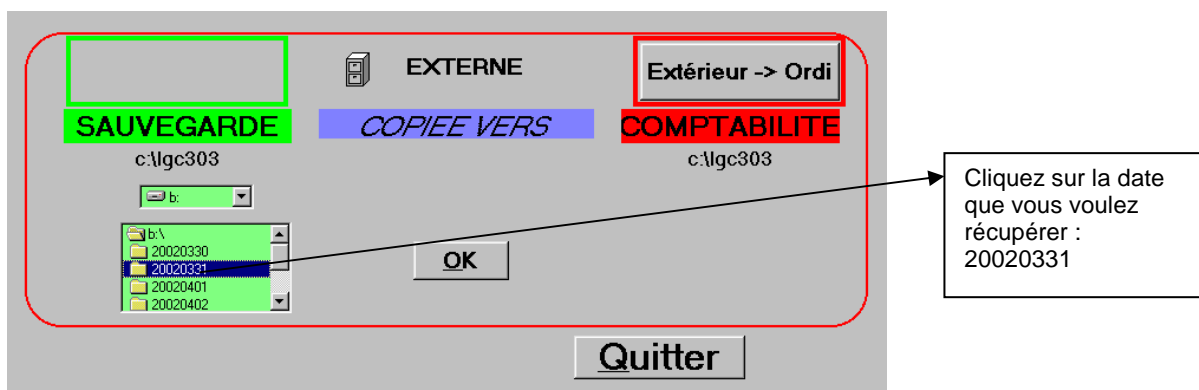 EXTERNE
Extérieur -> Ordi
SAUVEGARDE
COPIEE VERS
COMPTABILITE
c:\lgc303
c:\lgc303
b:
b:\
20020330
20020331
20020401
20020402
OK
Quitter
Cliquez sur la date
que vous voulez
récupérer :
20020331